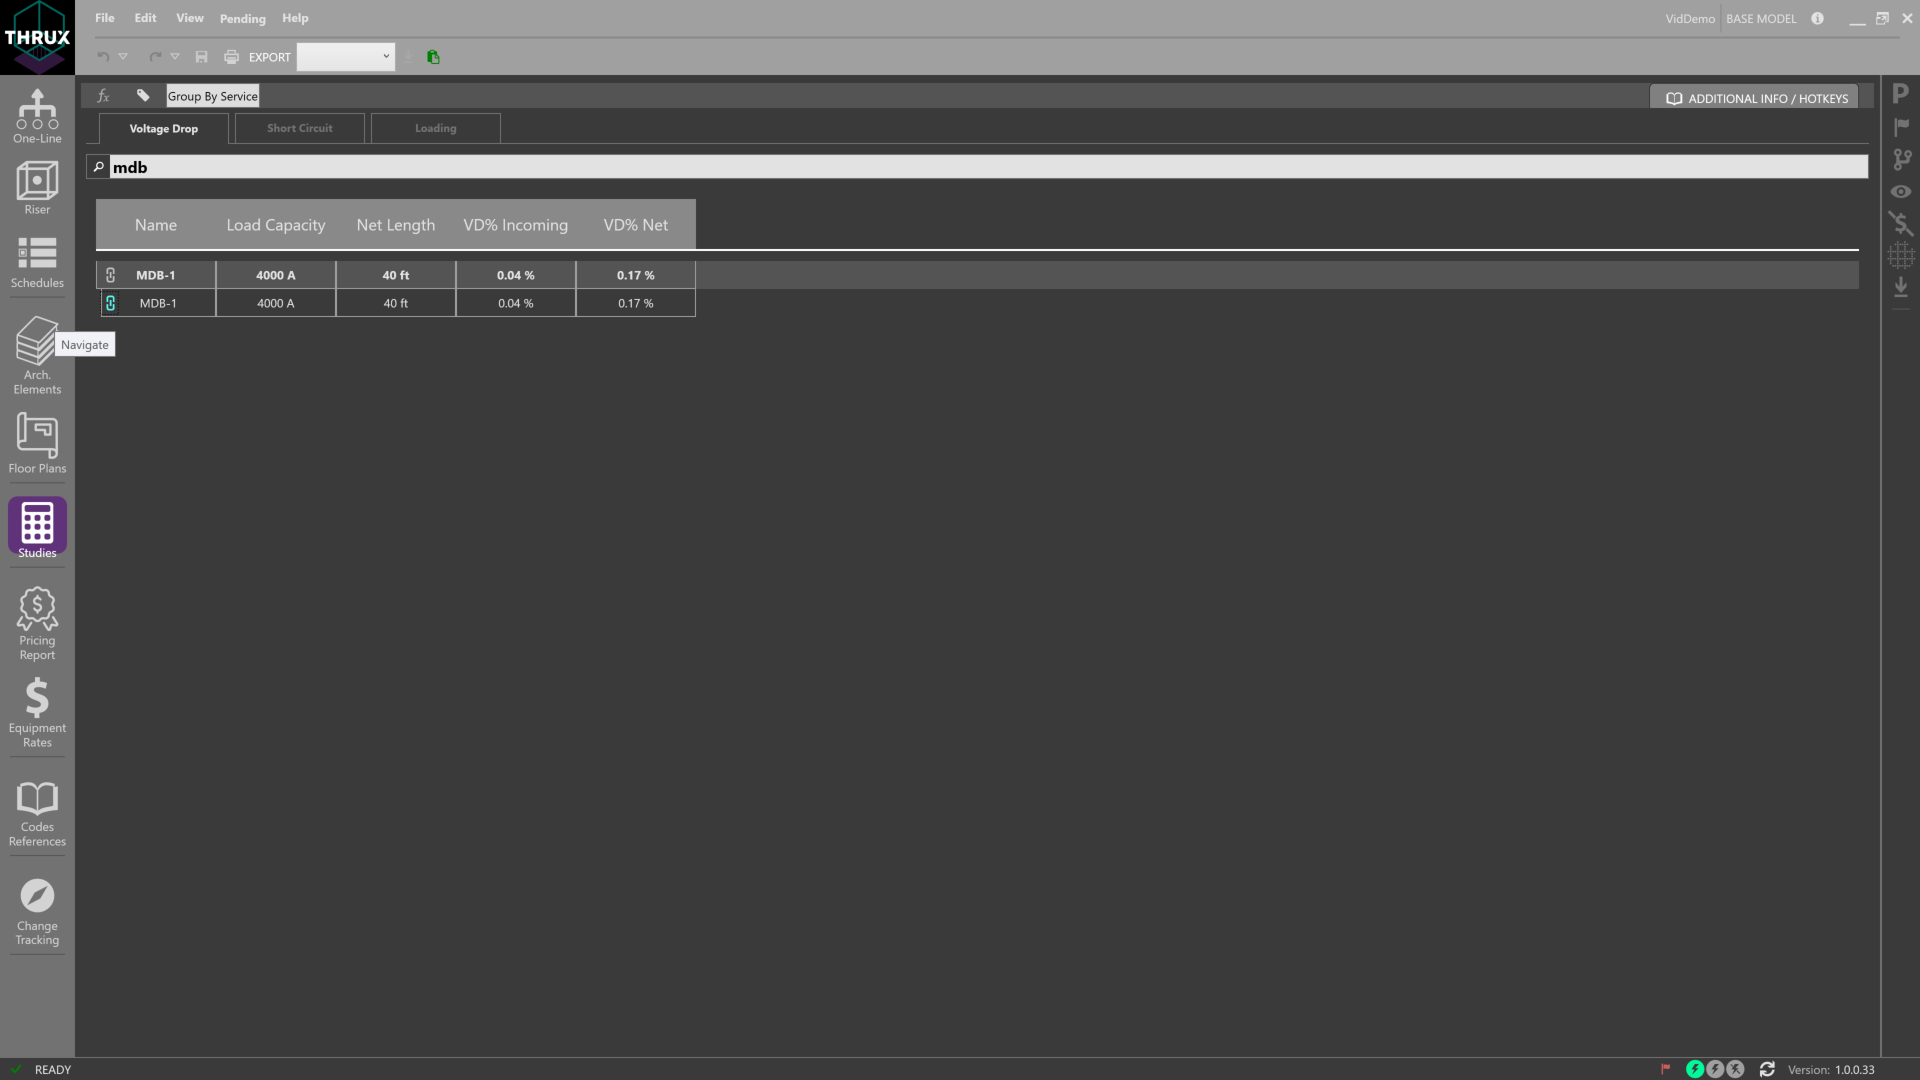 THRUX
File Edit View Pending Help
VidDemo BASE MODEL
EXPORT
fx Group By Service
ADDITIONAL INFO / HOTKEYS
Voltage Drop Short Circuit Loading
mdb
Name Load Capacity Net Length VD% Incoming VD% Net
MDB-1 4000 A 40 ft 0.04 % 0.17 %
MDB-1 4000 A 40 ft 0.04 % 0.17 %
One-Line
Riser
Schedules
Navigate
Arch.
Elements
Floor Plans
Studies
Pricing
Report
Equipment
Rates
Codes
References
Change
Tracking
P
READY
Version: 1.0.0.33